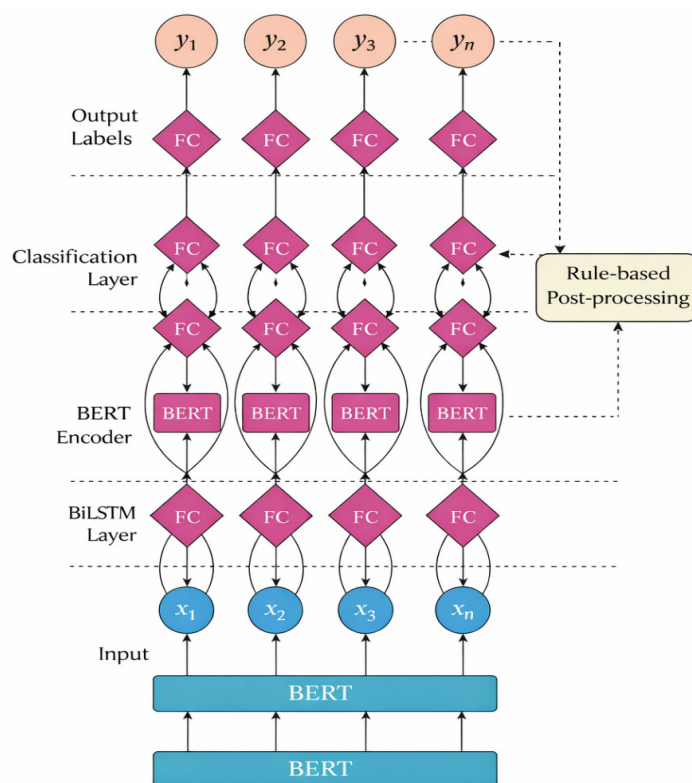 y₁ y₂ y₃ yₙ
Output
Labels
FC FC FC FC
Classification
Layer
FC FC FC FC
Rule-based
Post-processing
FC FC FC FC
BERT
Encoder
BERT BERT BERT BERT
BiLSTM
Layer
FC FC FC FC
x₁ x₂ x₃ xₙ
Input
BERT
BERT